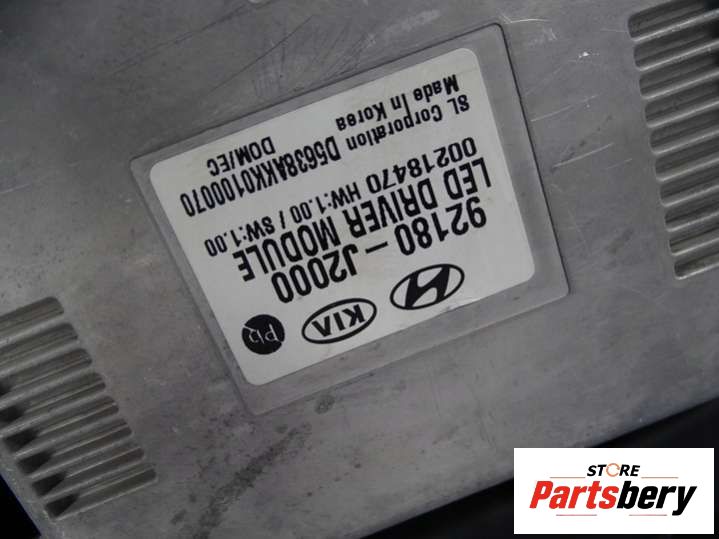 KIA
92180-J2000
LED DRIVER MODULE
00218470 HW:1.00 / SW:1.00
D5638AKK0100070
DOM/EC
SL Corporation
Made In Korea
STORE
Partsbery